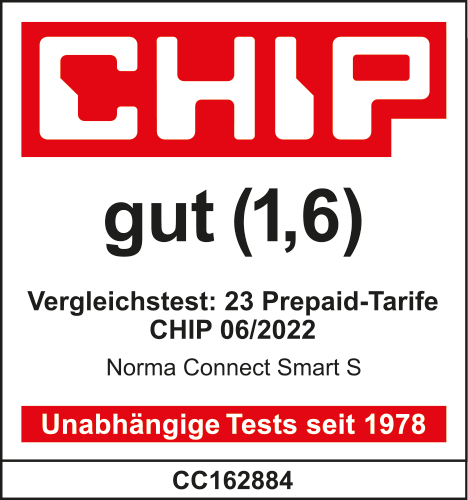 CHIP
gut (1,6)
Vergleichstest: 23 Prepaid-Tarife
CHIP 06/2022
Norma Connect Smart S
Unabhängige Tests seit 1978
CC162884